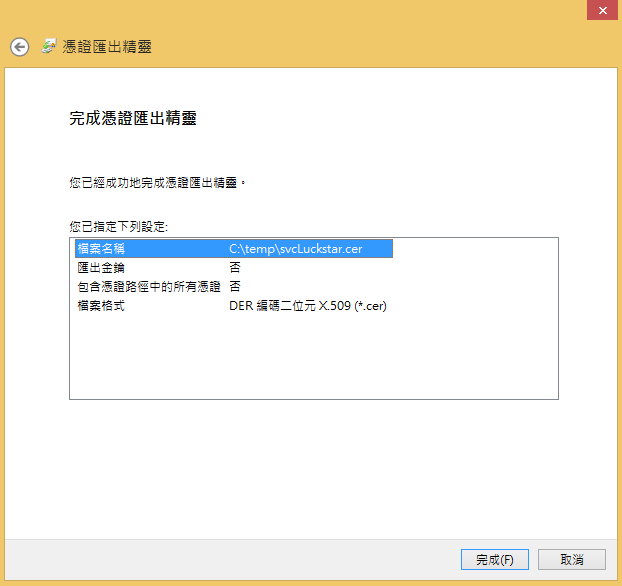 憑證匯出精靈
完成憑證匯出精靈
您已經成功地完成憑證匯出精靈。
您已指定下列設定:
檔案名稱 C:\temp\svcLuckstar.cer
匯出金鑰 否
包含憑證路徑中的所有憑證 否
檔案格式 DER 編碼二位元 X.509 (*.cer)
完成(F) 取消